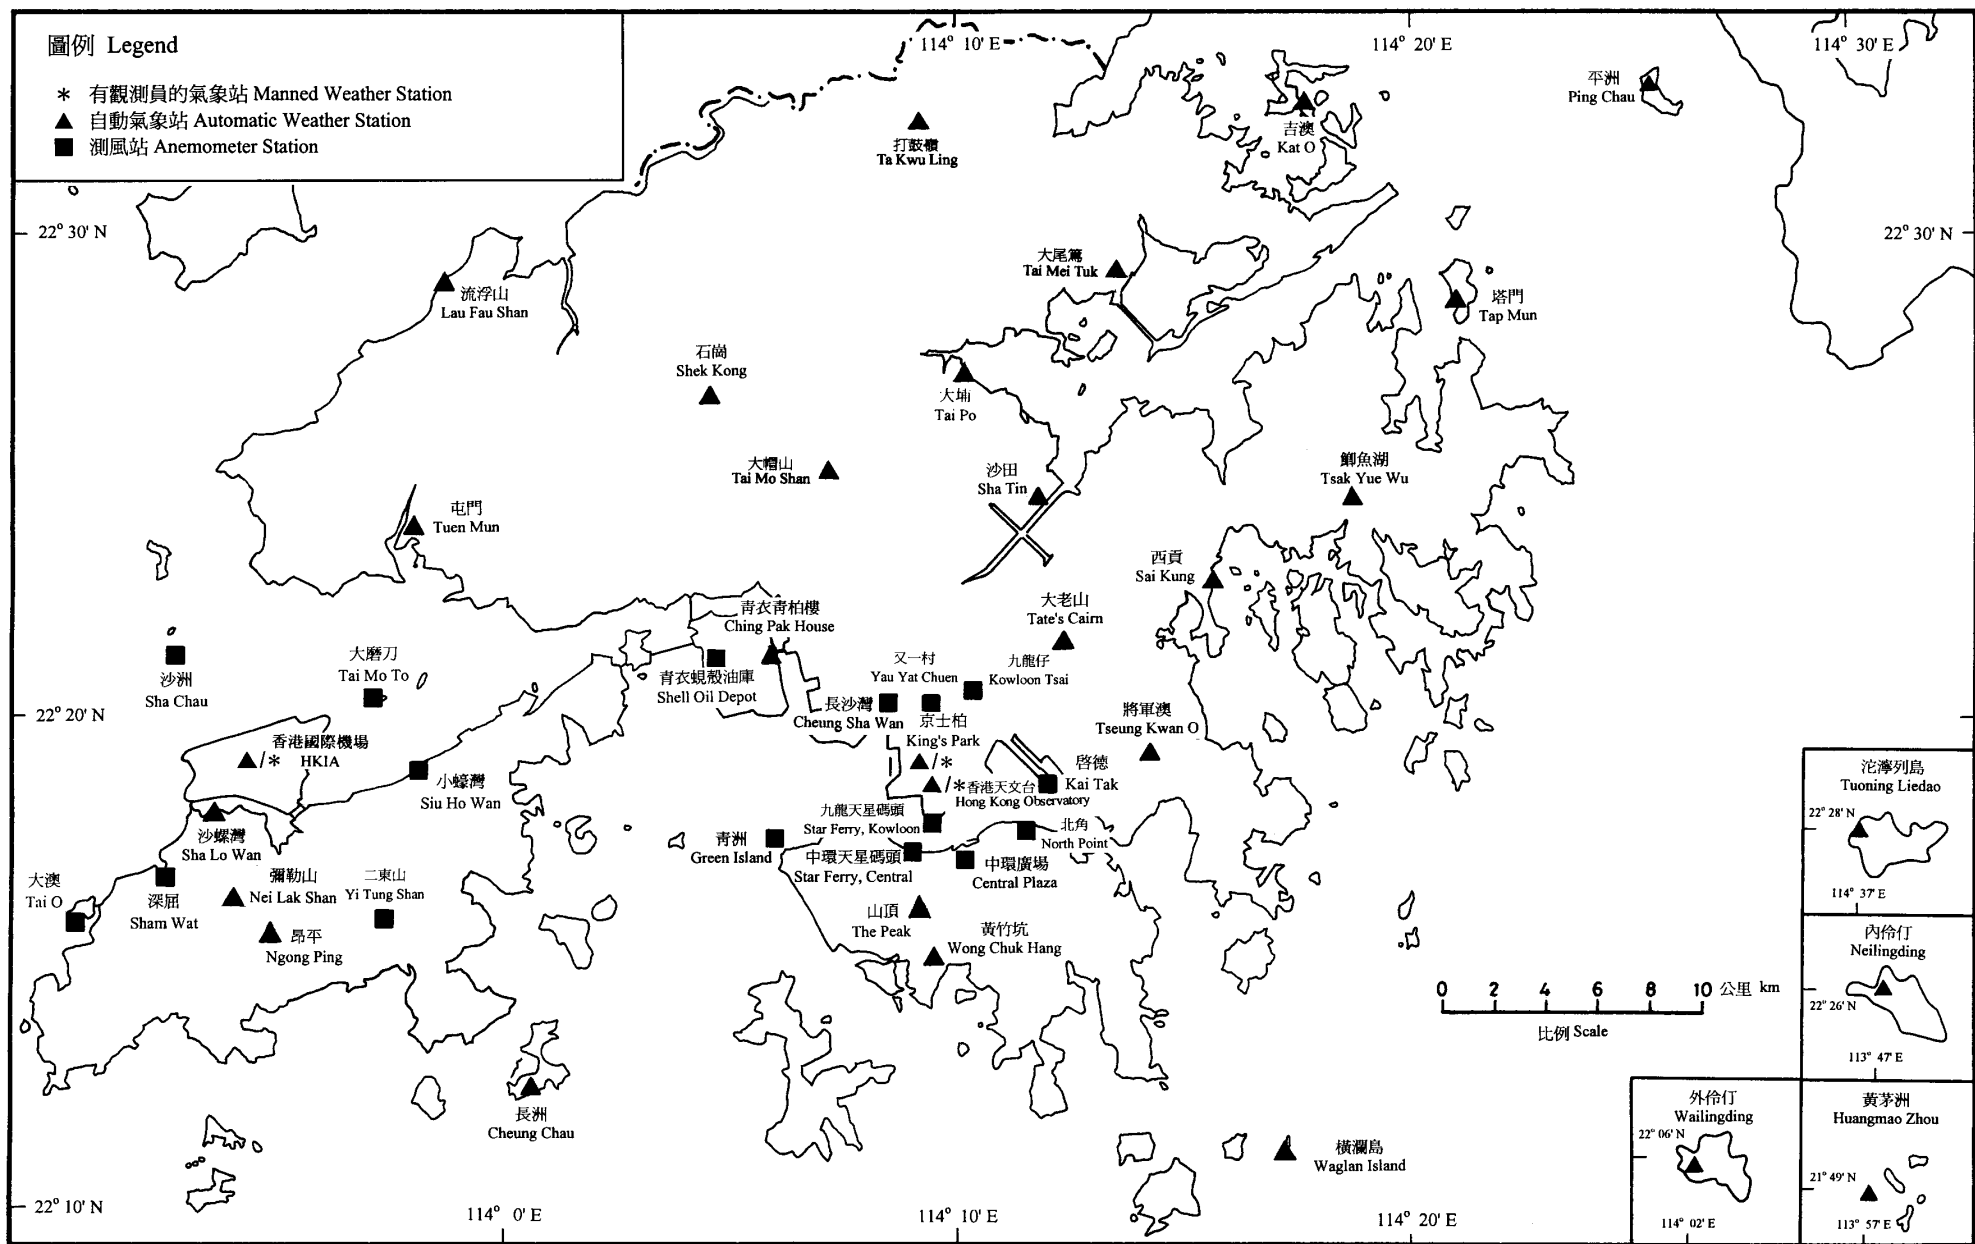 圖例 Legend
* 有觀測員的氣象站 Manned Weather Station
▲ 自動氣象站 Automatic Weather Station
■ 測風站 Anemometer Station
114° 10' E
114° 20' E
114° 30' E
平洲
Ping Chau
吉澳
Kat O
打鼓嶺
Ta Kwu Ling
22° 30' N
22° 30' N
大尾篤
Tai Mei Tuk
流浮山
Lau Fau Shan
塔門
Tap Mun
石崗
Shek Kong
大埔
Tai Po
大帽山
Tai Mo Shan
沙田
Sha Tin
鯽魚湖
Tsak Yue Wu
屯門
Tuen Mun
西貢
Sai Kung
青衣青柏樓
Ching Pak House
大老山
Tate's Cairn
沙洲
Sha Chau
大磨刀
Tai Mo To
青衣蜆殼油庫
Shell Oil Depot
又一村
Yau Yat Chuen
九龍仔
Kowloon Tsai
22° 20' N
長沙灣
Cheung Sha Wan
京士柏
King's Park
/*
將軍澳
Tseung Kwan O
香港國際機場
/* HKIA
小蠔灣
Siu Ho Wan
啓德
Kai Tak
/* 香港天文台
Hong Kong Observatory
沙螺灣
Sha Lo Wan
九龍天星碼頭
Star Ferry, Kowloon
北角
North Point
青洲
Green Island
中環天星碼頭
Star Ferry, Central
中環廣場
Central Plaza
大澳
Tai O
深屈
Sham Wat
彌勒山
Nei Lak Shan
二東山
Yi Tung Shan
昂平
Ngong Ping
山頂
The Peak
黃竹坑
Wong Chuk Hang
0 2 4 6 8 10 公里 km
比例 Scale
長洲
Cheung Chau
橫瀾島
Waglan Island
沱濘列島
Tuoning Liedao
22° 28' N
114° 37' E
內伶仃
Neilingding
22° 26' N
113° 47' E
外伶仃
Wailingding
22° 06' N
114° 02' E
黃茅洲
Huangmao Zhou
21° 49' N
113° 57' E
22° 10' N
114° 0' E
114° 10' E
114° 20' E